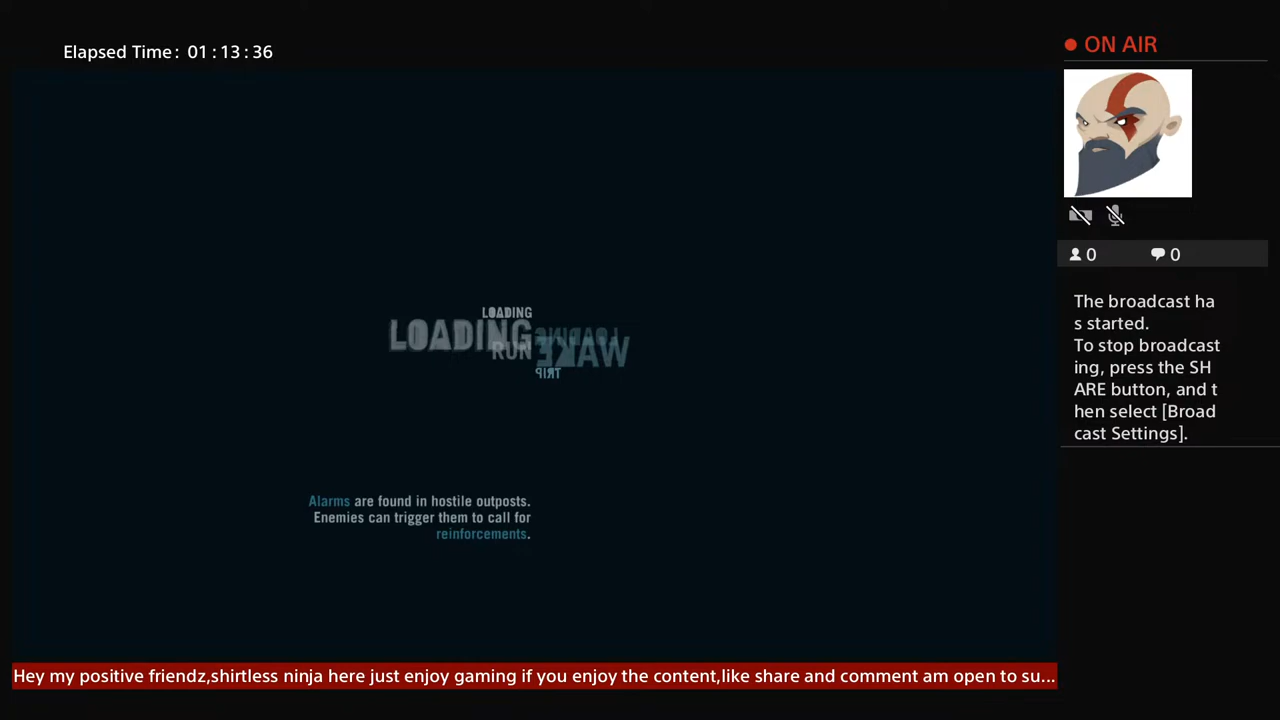 Elapsed Time: 01:13:36
ON AIR
0 0
The broadcast ha
s started.
To stop broadcast
ing, press the SH
ARE button, and t
hen select [Broad
cast Settings].
LOADING
LOADING
LOADING
RUN
WAKE
TRIP
Alarms are found in hostile outposts.
Enemies can trigger them to call for
reinforcements.
Hey my positive friendz,shirtless ninja here just enjoy gaming if you enjoy the content,like share and comment am open to su...